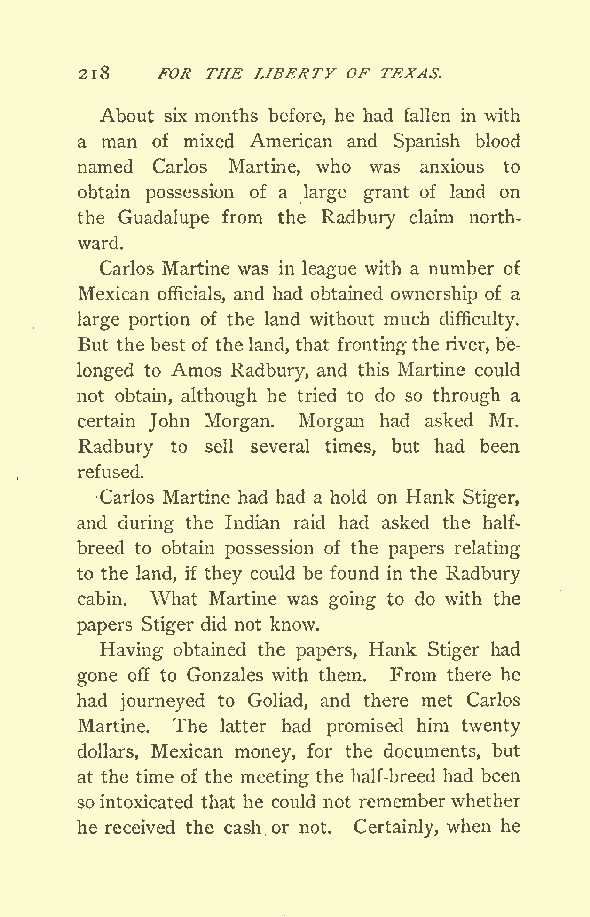 218 FOR THE LIBERTY OF TEXAS.
About six months before, he had fallen in with
a man of mixed American and Spanish blood
named Carlos Martine, who was anxious to
obtain possession of a large grant of land on
the Guadalupe from the Radbury claim north-
ward.
Carlos Martine was in league with a number of
Mexican officials, and had obtained ownership of a
large portion of the land without much difficulty.
But the best of the land, that fronting the river, be-
longed to Amos Radbury, and this Martine could
not obtain, although he tried to do so through a
certain John Morgan. Morgan had asked Mr.
Radbury to sell several times, but had been
refused.
Carlos Martine had had a hold on Hank Stiger,
and during the Indian raid had asked the half-
breed to obtain possession of the papers relating
to the land, if they could be found in the Radbury
cabin. What Martine was going to do with the
papers Stiger did not know.
Having obtained the papers, Hank Stiger had
gone off to Gonzales with them. From there he
had journeyed to Goliad, and there met Carlos
Martine. The latter had promised him twenty
dollars, Mexican money, for the documents, but
at the time of the meeting the half-breed had been
so intoxicated that he could not remember whether
he received the cash or not. Certainly, when he